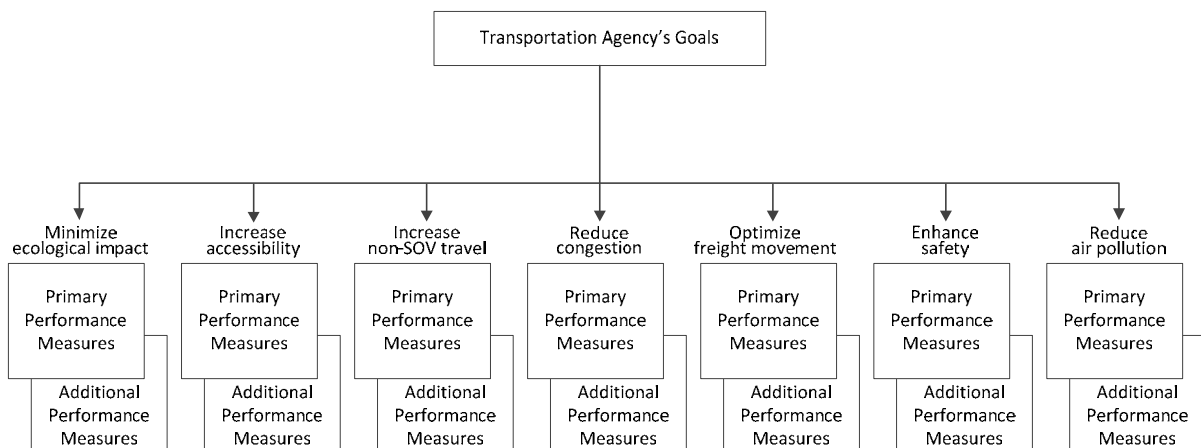 Transportation Agency's Goals
Minimize
ecological impact
Increase
accessibility
Increase
non-SOV travel
Reduce
congestion
Optimize
freight movement
Enhance
safety
Reduce
air pollution
Primary
Performance
Measures
Primary
Performance
Measures
Primary
Performance
Measures
Primary
Performance
Measures
Primary
Performance
Measures
Primary
Performance
Measures
Primary
Performance
Measures
Additional
Performance
Measures
Additional
Performance
Measures
Additional
Performance
Measures
Additional
Performance
Measures
Additional
Performance
Measures
Additional
Performance
Measures
Additional
Performance
Measures